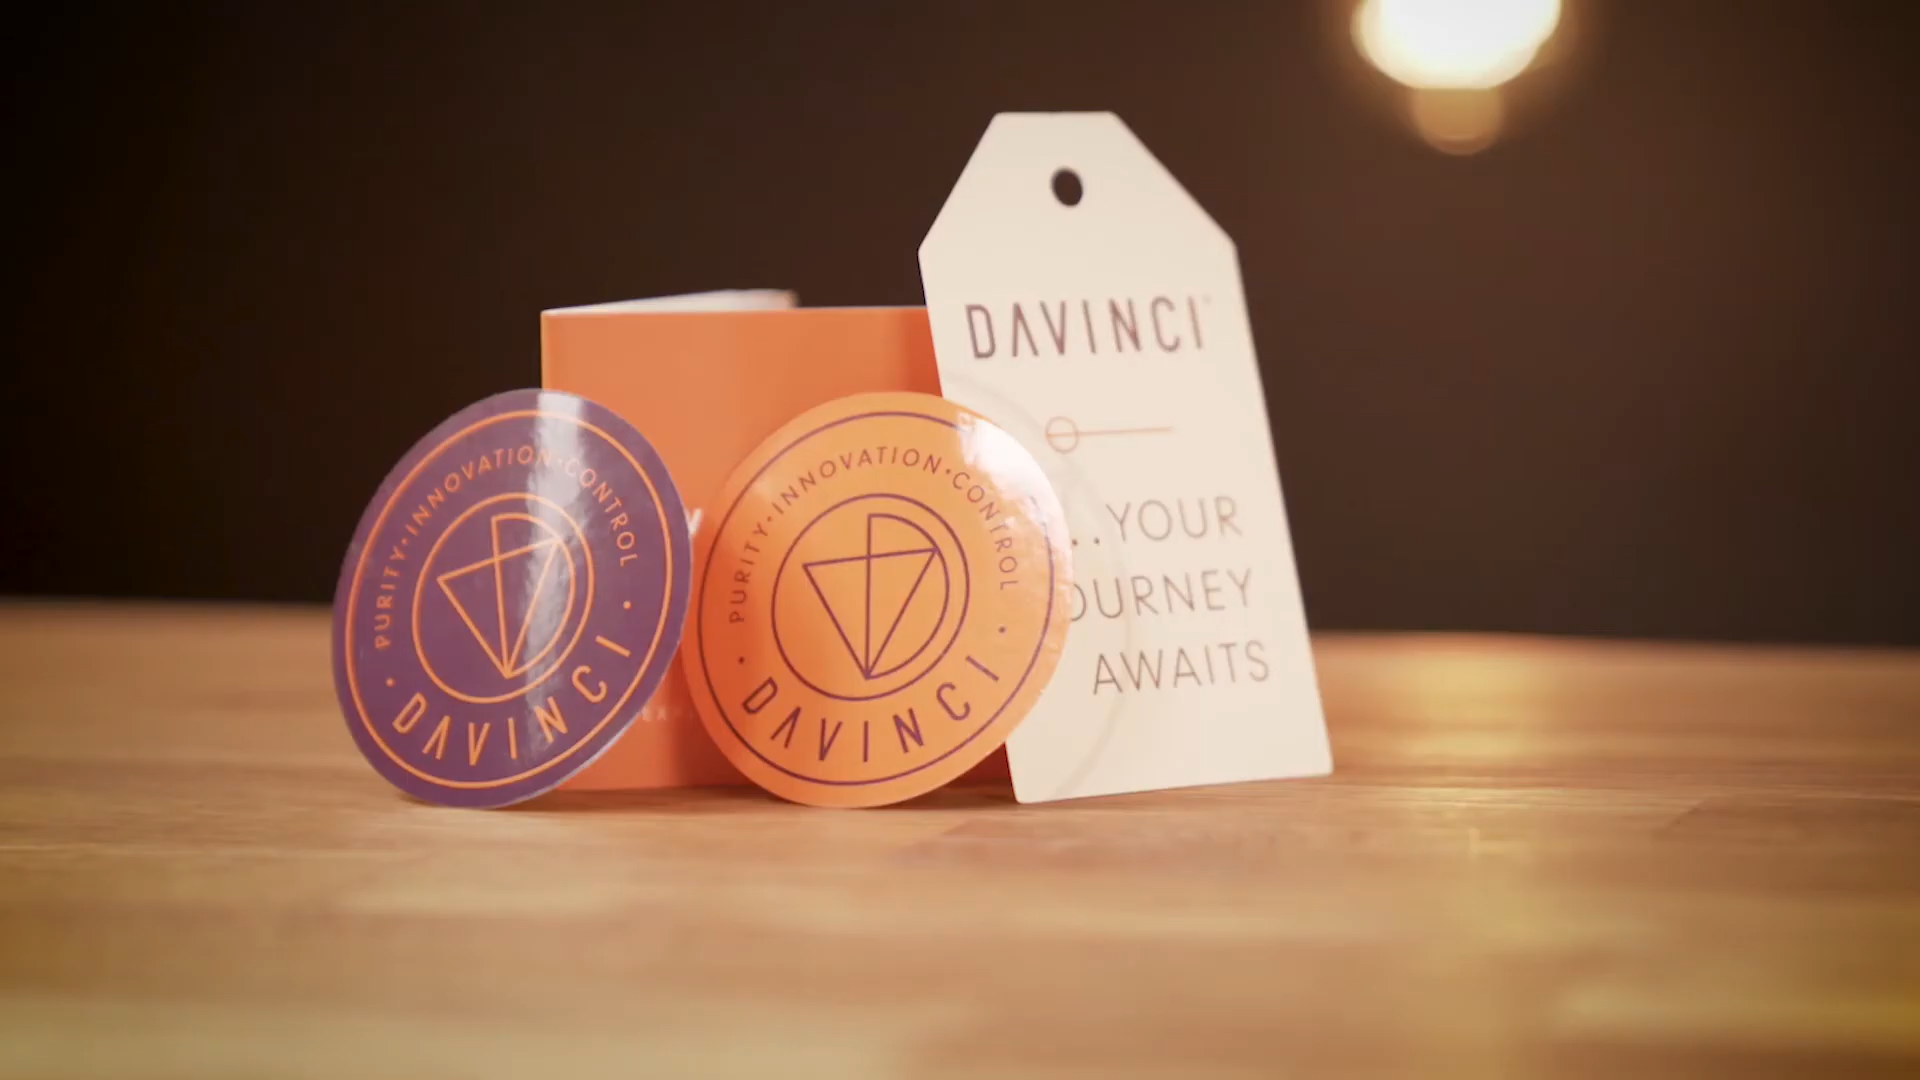 PURITY·INNOVATION·CONTROL
· DAVINCI ·
PURITY·INNOVATION·CONTROL
· DAVINCI ·
DAVINCI
..YOUR
OURNEY
AWAITS